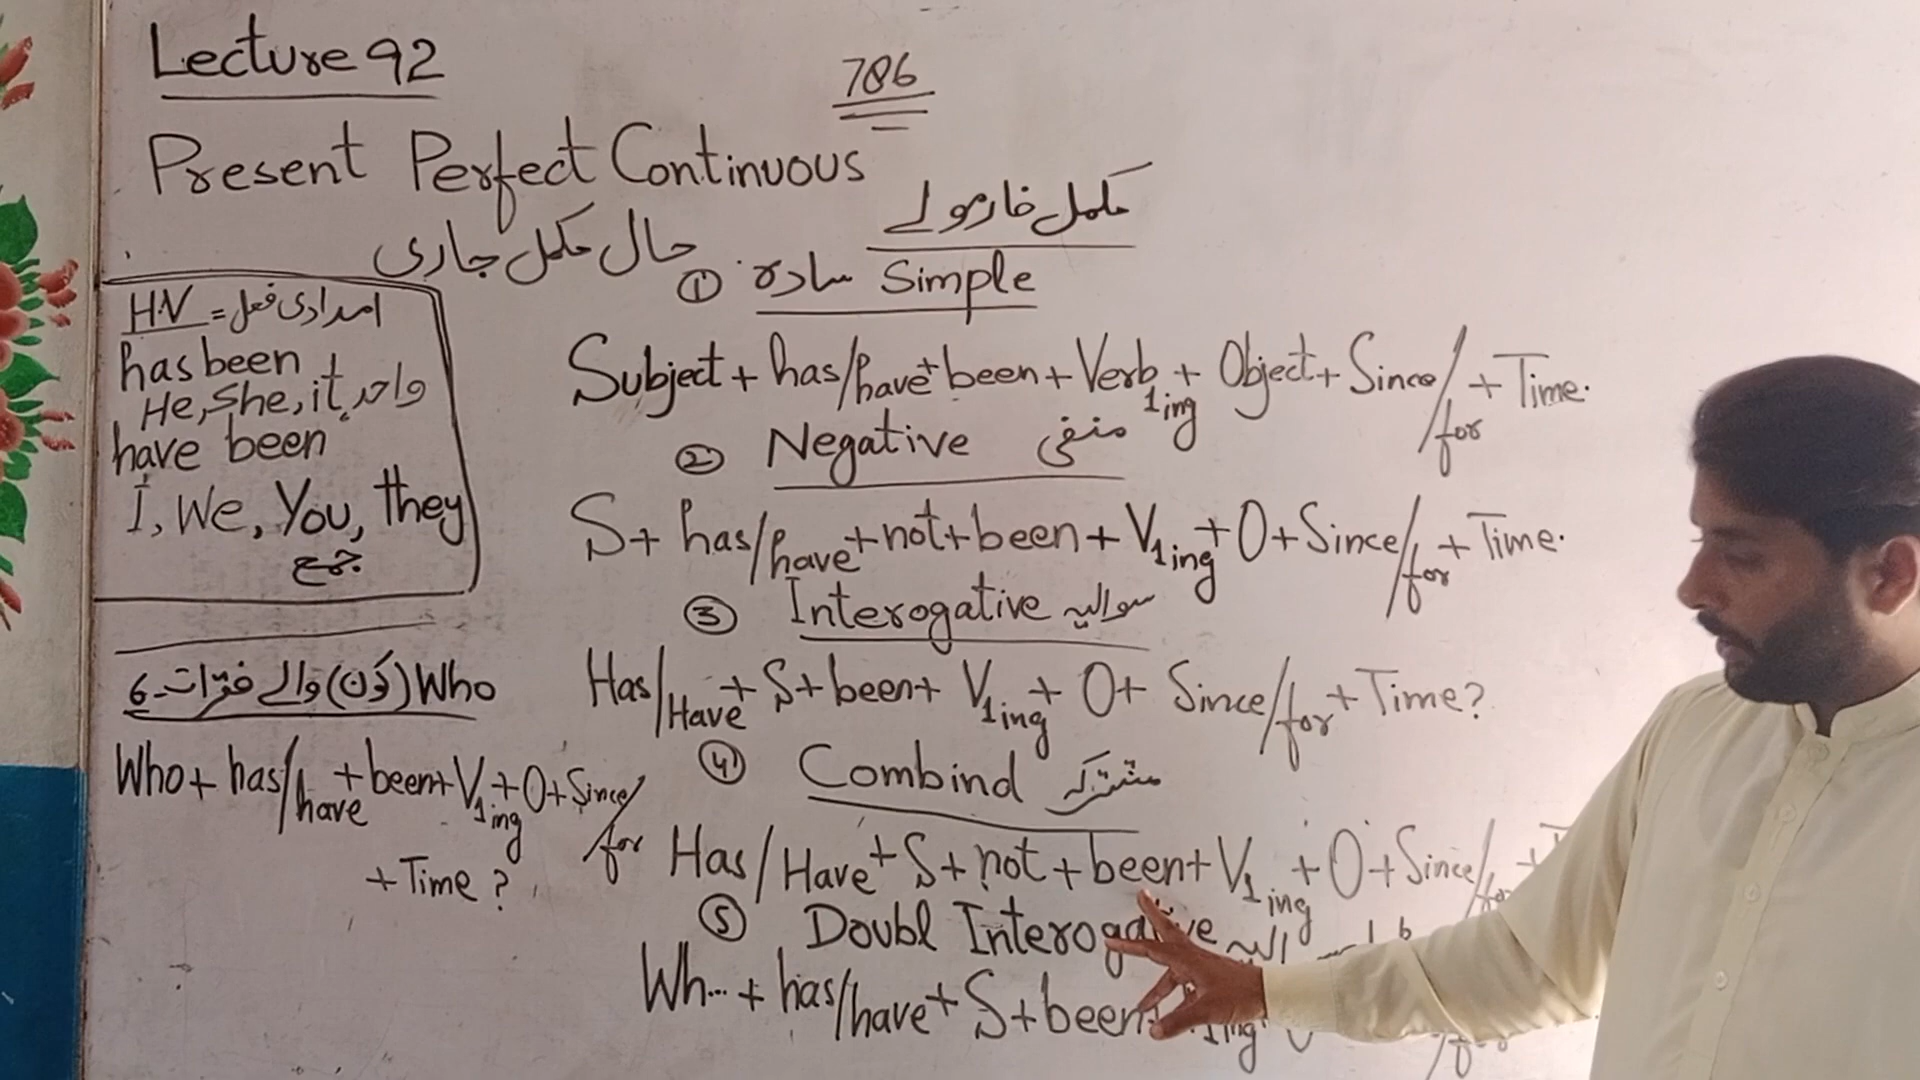 Lecture 92
786
Present Perfect Continuous
حال مکمل جاری
مکمل فارمولے
① سادہ Simple
Subject + has/have + been + Verb1ing + Object + Since/for + Time.
② Negative منفی
S + has/have + not + been + V1ing + O + Since/for + Time.
③ Interogative سوالیہ
Has/Have + S + been + V1ing + O + Since/for + Time?
④ Combind مشترکہ
Has/Have + S + not + been + V1ing + O + Since/for +
⑤ Doubl Interogative
Wh... + has/have + S + been
H.V = امدادی فعل
has been
He, She, it, واحد
have been
I, We, You, they
جمع
6۔ Who (کون) والے فقرات
Who + has/have + been + V1ing + O + Since/for
+ Time ?